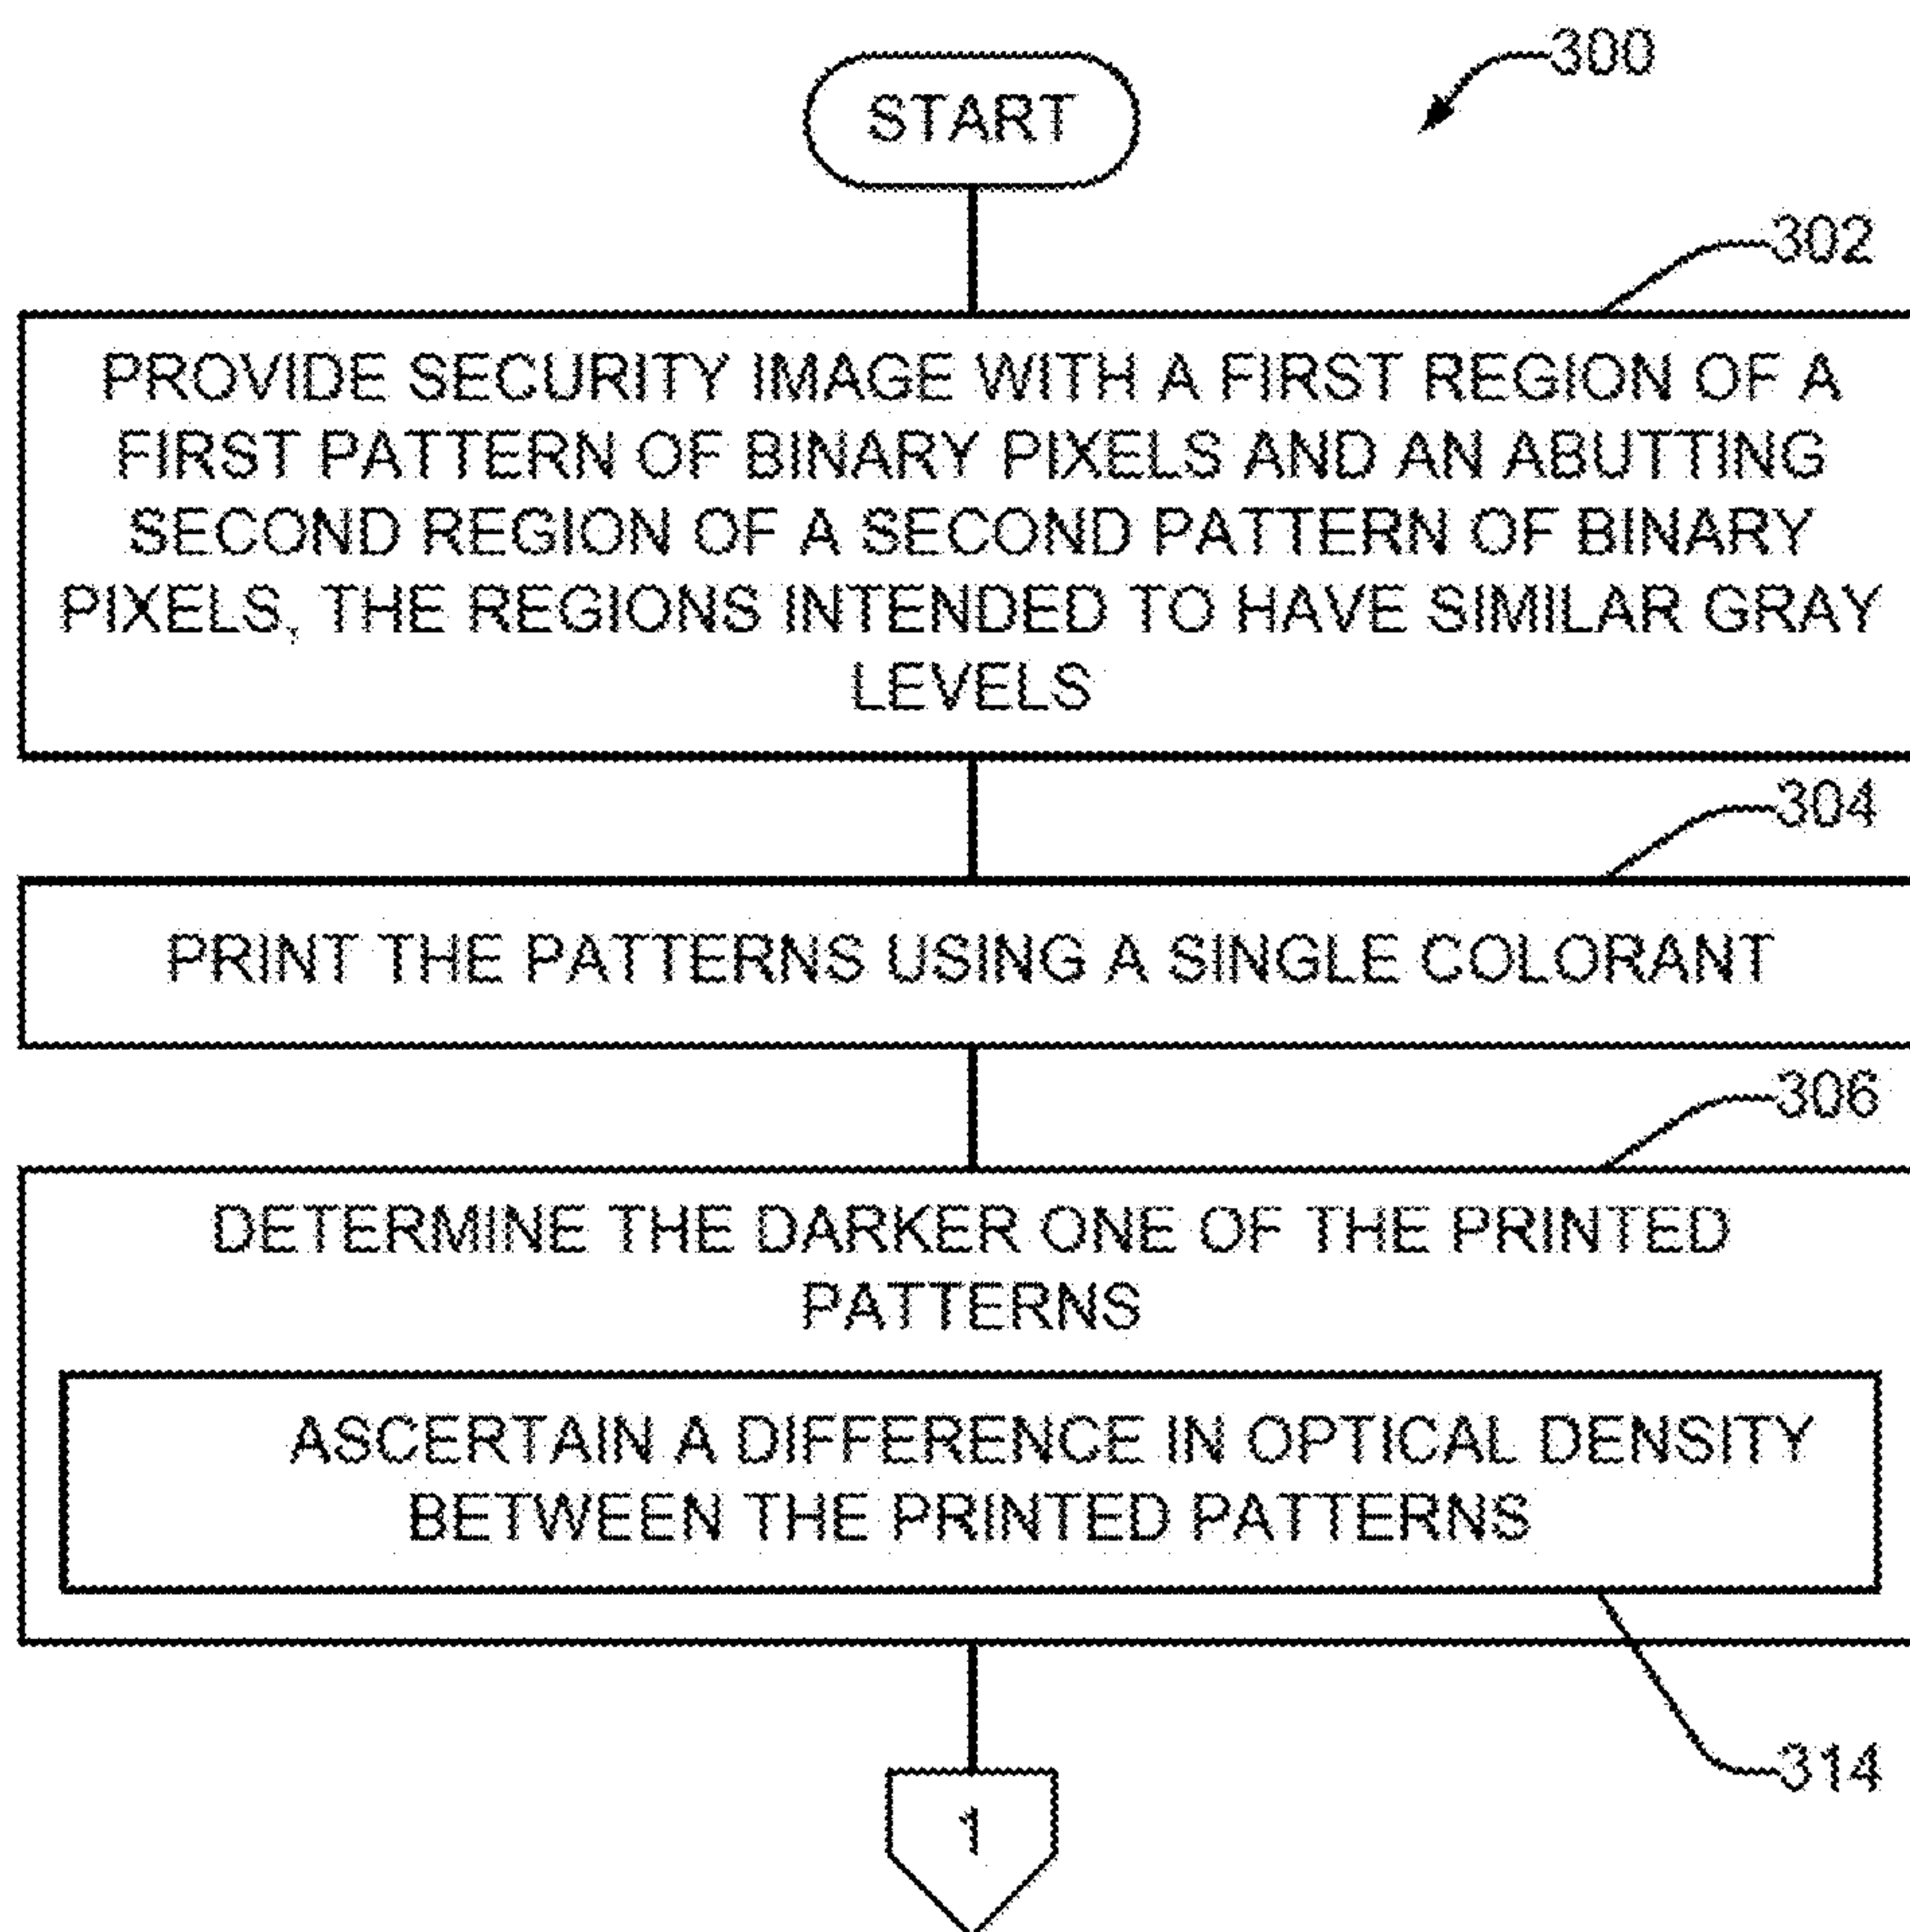 START
300
302
PROVIDE SECURITY IMAGE WITH A FIRST REGION OF A
FIRST PATTERN OF BINARY PIXELS AND AN ABUTTING
SECOND REGION OF A SECOND PATTERN OF BINARY
PIXELS, THE REGIONS INTENDED TO HAVE SIMILAR GRAY
LEVELS
304
PRINT THE PATTERNS USING A SINGLE COLORANT
306
DETERMINE THE DARKER ONE OF THE PRINTED
PATTERNS
ASCERTAIN A DIFFERENCE IN OPTICAL DENSITY
BETWEEN THE PRINTED PATTERNS
314
1